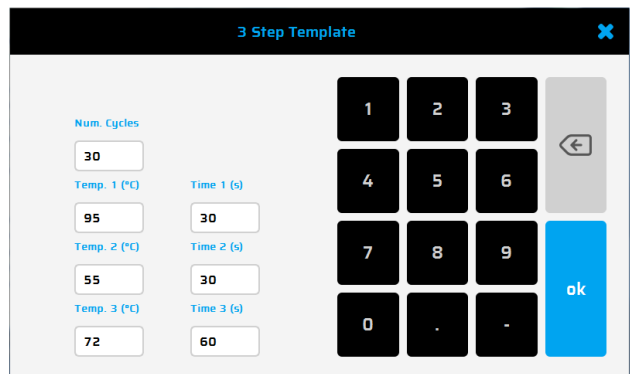 3 Step Template
Num. Cycles
30
Temp. 1 (°C) Time 1 (s)
95 30
Temp. 2 (°C) Time 2 (s)
55 30
Temp. 3 (°C) Time 3 (s)
72 60
1 2 3
4 5 6
7 8 9
0 . -
ok